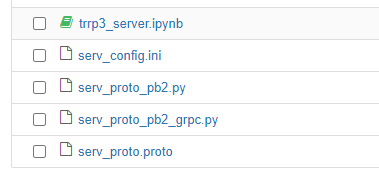 trrp3_server.ipynb
serv_config.ini
serv_proto_pb2.py
serv_proto_pb2_grpc.py
serv_proto.proto